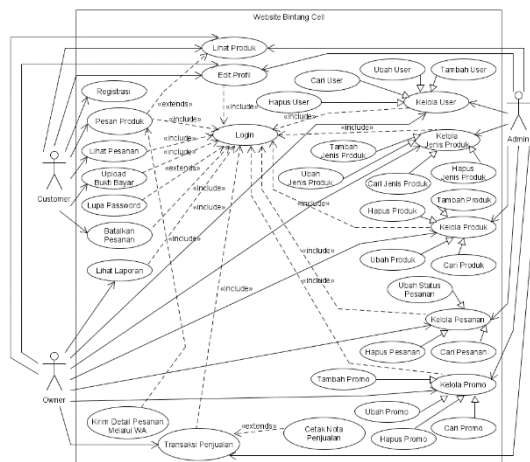 Website Bintang Cell
Lihat Produk
Edit Profil
Registrasi
Pesan Produk
Lihat Pesanan
Upload
Bukti Bayar
Lupa Password
Batalkan
Pesanan
Lihat Laporan
Customer
Owner
Admin
Login
«extends»
«include»
«include»
«include»
«include»
«extends»
«include»
«include»
«include»
«include»
«include»
«include»
«include»
«include»
«include»
«include»
Cari User
Ubah User
Tambah User
Hapus User
Kelola User
Tambah
Jenis Produk
Kelola
Jenis Produk
Ubah
Jenis Produk
Cari Jenis Produk
Hapus
Jenis Produk
Tambah Produk
Hapus Produk
Kelola Produk
Ubah Produk
Cari Produk
Ubah Status
Pesanan
Kelola Pesanan
Hapus Pesanan
Cari Pesanan
Tambah Promo
Kelola Promo
Ubah Promo
Hapus Promo
Cari Promo
Kirim Detail Pesanan
Melaui WA
Transaksi Penjualan
«extends»
Cetak Nota
Penjualan